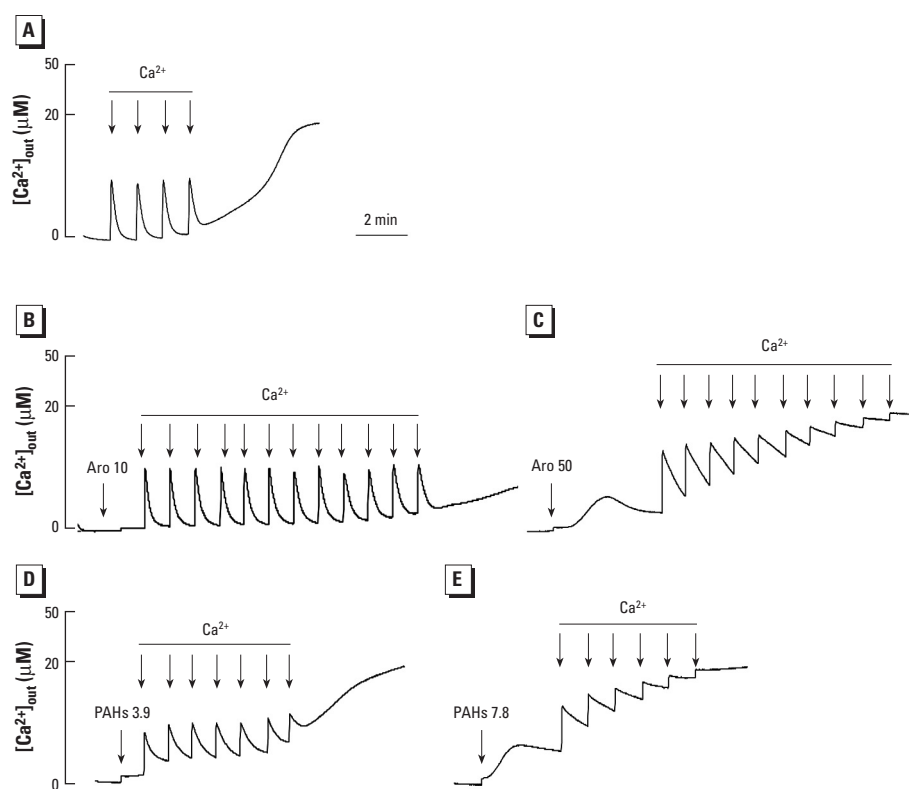 A
50
Ca²⁺
20
[Ca²⁺]out (μM)
2 min
0
B
C
50
Ca²⁺
20
Ca²⁺
[Ca²⁺]out (μM)
Aro 10
Aro 50
0
D
E
50
Ca²⁺
Ca²⁺
20
[Ca²⁺]out (μM)
PAHs 3.9
PAHs 7.8
0